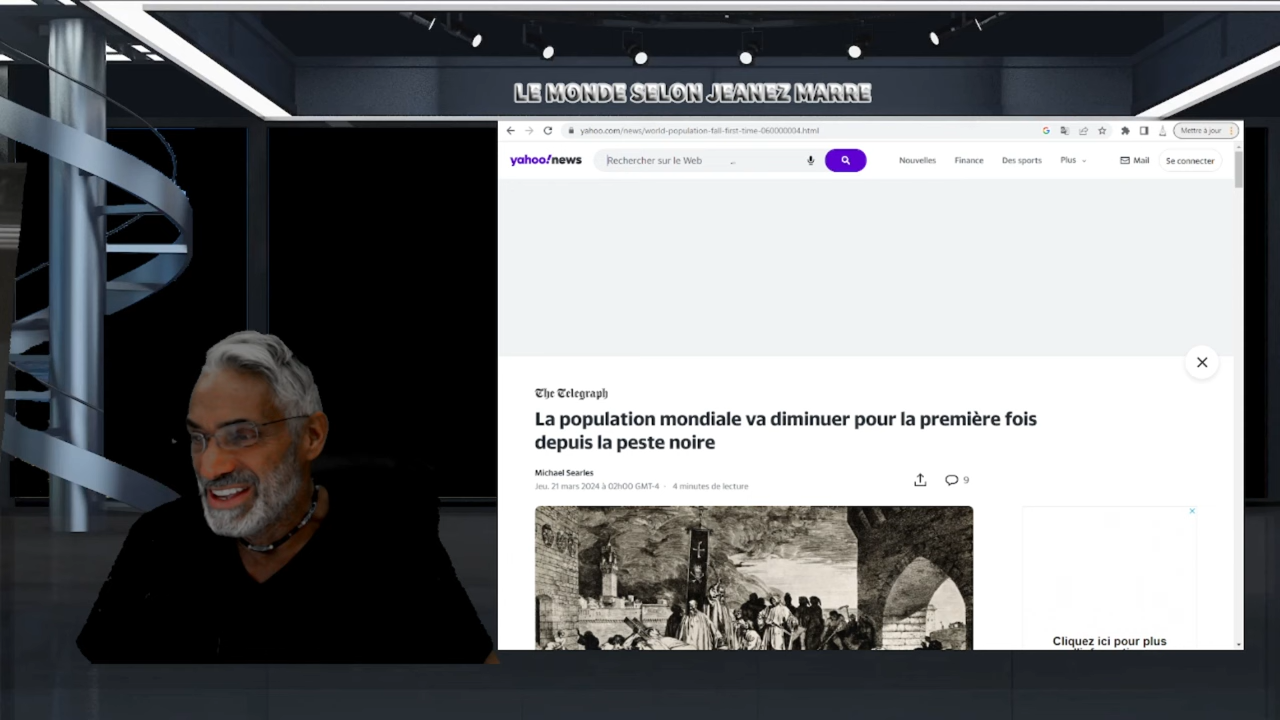 LE MONDE SELON JEANEZ MARRE
yahoo.com/news/world-population-fall-first-time-060000004.html
Mettre à jour
yahoo!news
Rechercher sur le Web
Nouvelles
Finance
Des sports
Plus
Mail
Se connecter
The Telegraph
La population mondiale va diminuer pour la première fois
depuis la peste noire
Michael Searles
Jeu. 21 mars 2024 à 02h00 GMT-4 · 4 minutes de lecture
9
Cliquez ici pour plus